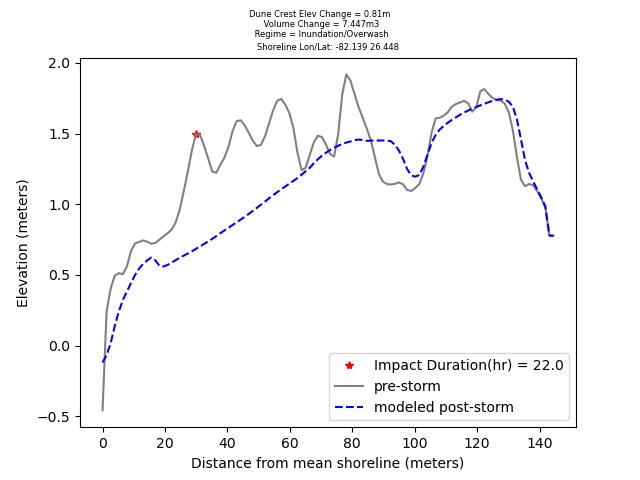 Dune Crest Elev Change = 0.81m
Volume Change = 7.447m3
Regime = Inundation/Overwash
Shoreline Lon/Lat: -82.139 26.448
2.0
1.5
1.0
0.5
0.0
−0.5
Elevation (meters)
Impact Duration(hr) = 22.0
pre-storm
modeled post-storm
0 20 40 60 80 100 120 140
Distance from mean shoreline (meters)